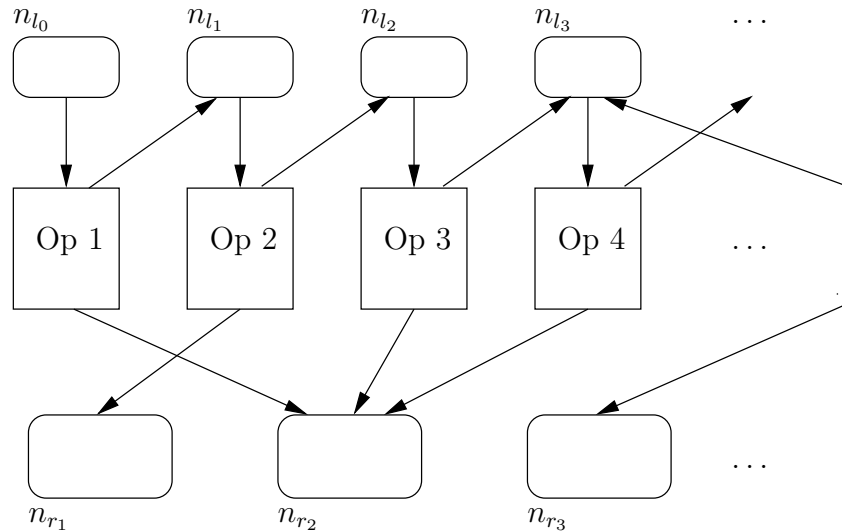 n_{l_0} n_{l_1} n_{l_2} n_{l_3} ...
Op 1 Op 2 Op 3 Op 4 ...
...
n_{r_1} n_{r_2} n_{r_3}